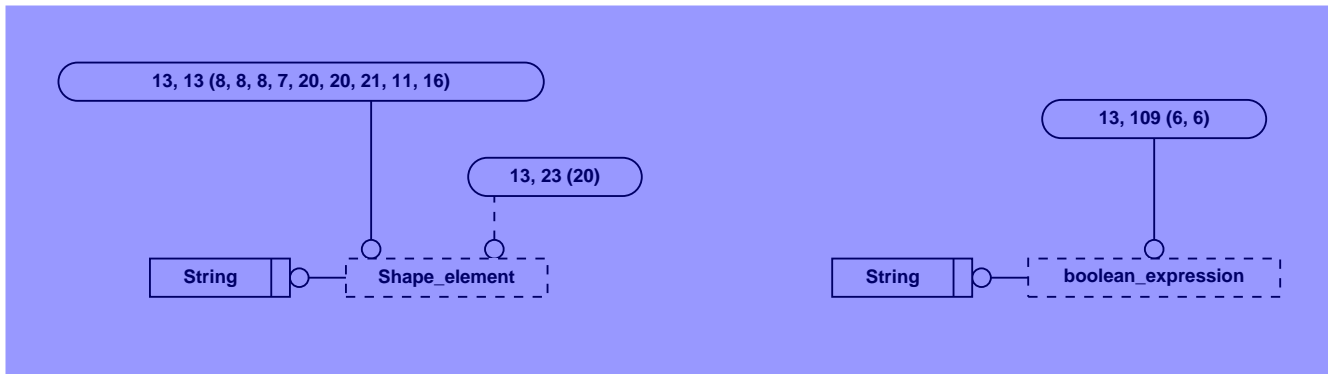 13, 13 (8, 8, 8, 7, 20, 20, 21, 11, 16)
13, 109 (6, 6)
13, 23 (20)
String
Shape_element
String
boolean_expression